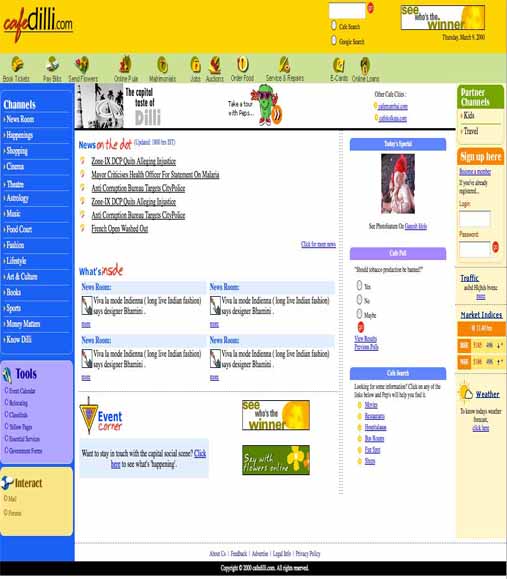 cafedilli.com
Cafe Search
Google Search
see
who's the
winner
Thursday, March 9, 2000
Book Tickets
Pay Bills
Send Flowers
Online Pule
Matrimonials
Jobs
Auctions
Order Food
Service & Repairs
E-Cards
Online Loans
Channels
News Room
Happenings
Shopping
Cinema
Theatre
Astrology
Music
Food Court
Fashion
Lifestyle
Art & Culture
Books
Sports
Money Matters
Know Dilli
Tools
Event Calendar
Relocating
Classifieds
Yellow Pages
Essential Services
Government Forms
Interact
Mail
Forums
The capital
taste of
Dilli
Take a tour
with Peps...
Other Cafe Cities :
cafemumbai.com
cafekolkata.com
News on the dot (Updated: 1800 hrs IST)
Zone-IX DCP Quits Alleging Injustice
Mayor Criticises Health Officer For Statement On Malaria
Anti Corruption Bureau Targets CityPolice
Zone-IX DCP Quits Alleging Injustice
Anti Corruption Bureau Targets CityPolice
French Open Washed Out
Click for more news
What's inside
News Room:
Viva la mode Indienna ( long live Indian fashion) says designer Bhamini .
more
News Room:
Viva la mode Indienna ( long live Indian fashion) says designer Bhamini .
more
News Room:
Viva la mode Indienna ( long live Indian fashion) says designer Bhamini .
more
News Room:
Viva la mode Indienna ( long live Indian fashion) says designer Bhamini .
more
Event
corner
Want to stay in touch with the capital social scene? Click
here to see what's 'happening'.
see
who's the
winner
Say with
flowers online
Today's Special
See Photofeature On Ganesh Idols
Cafe Poll
"Should tobacco production be banned?"
Yes
No
Maybe
View Results
Previous Polls
Cafe Search
Looking for some information? Click on any of the
links below and Pep's will help you find it.
Movies
Restaurants
Hospitals
Bus Routes
Fun Spot
Shops
Partner
Channels
Kids
Travel
Sign up here
Become a member
If you've already
registered...
Login:
Password:
Traffic
more
Market Indices
@ 11.40 hrs
BSE 5165
NSE 5166
Weather
To know todays weather
forecast,
click here
About Us | Feedback | Advertise | Legal Info | Privacy Policy
Copyright © 2000 cafedilli.com. All rights reserved.